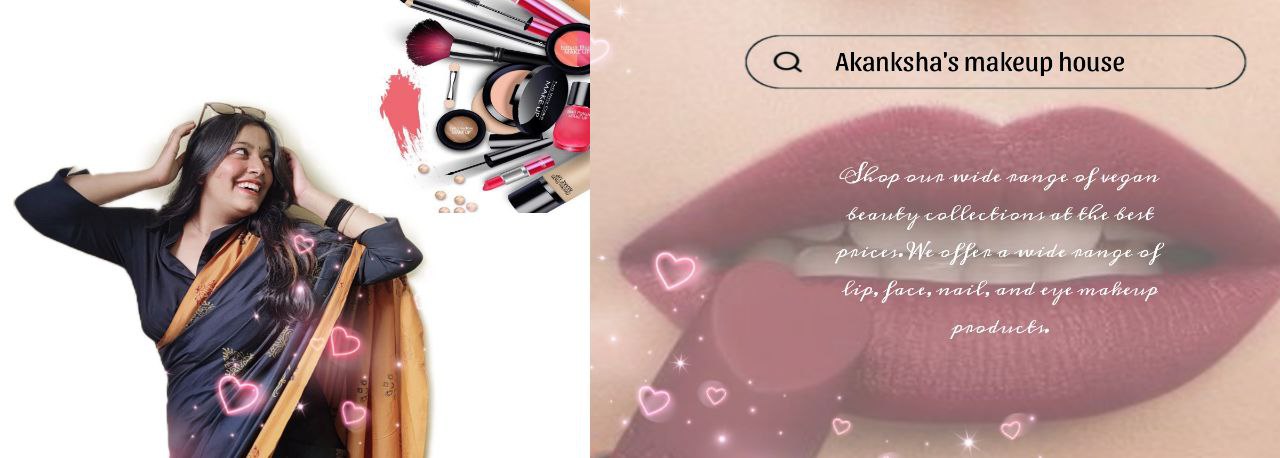 Akanksha's makeup house
Shop our wide range of vegan
beauty collections at the best
prices.We offer a wide range of
lip, face, nail, and eye makeup
products.